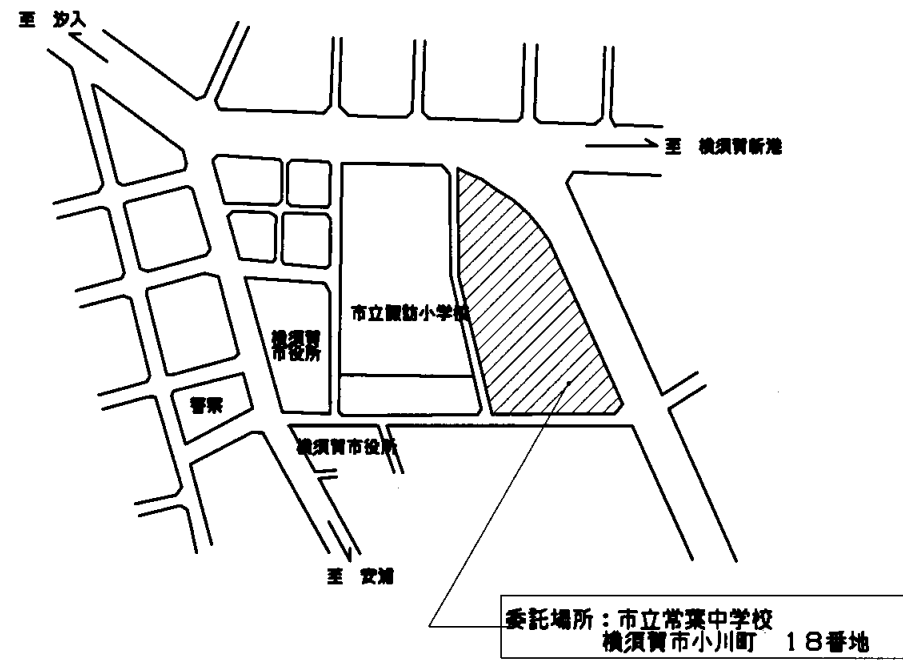 至 汐入
至 横須賀新港
市立諏訪小学校
横須賀
市役所
警察
横須賀市役所
至 安浦
委託場所：市立常葉中学校
横須賀市小川町 １８番地